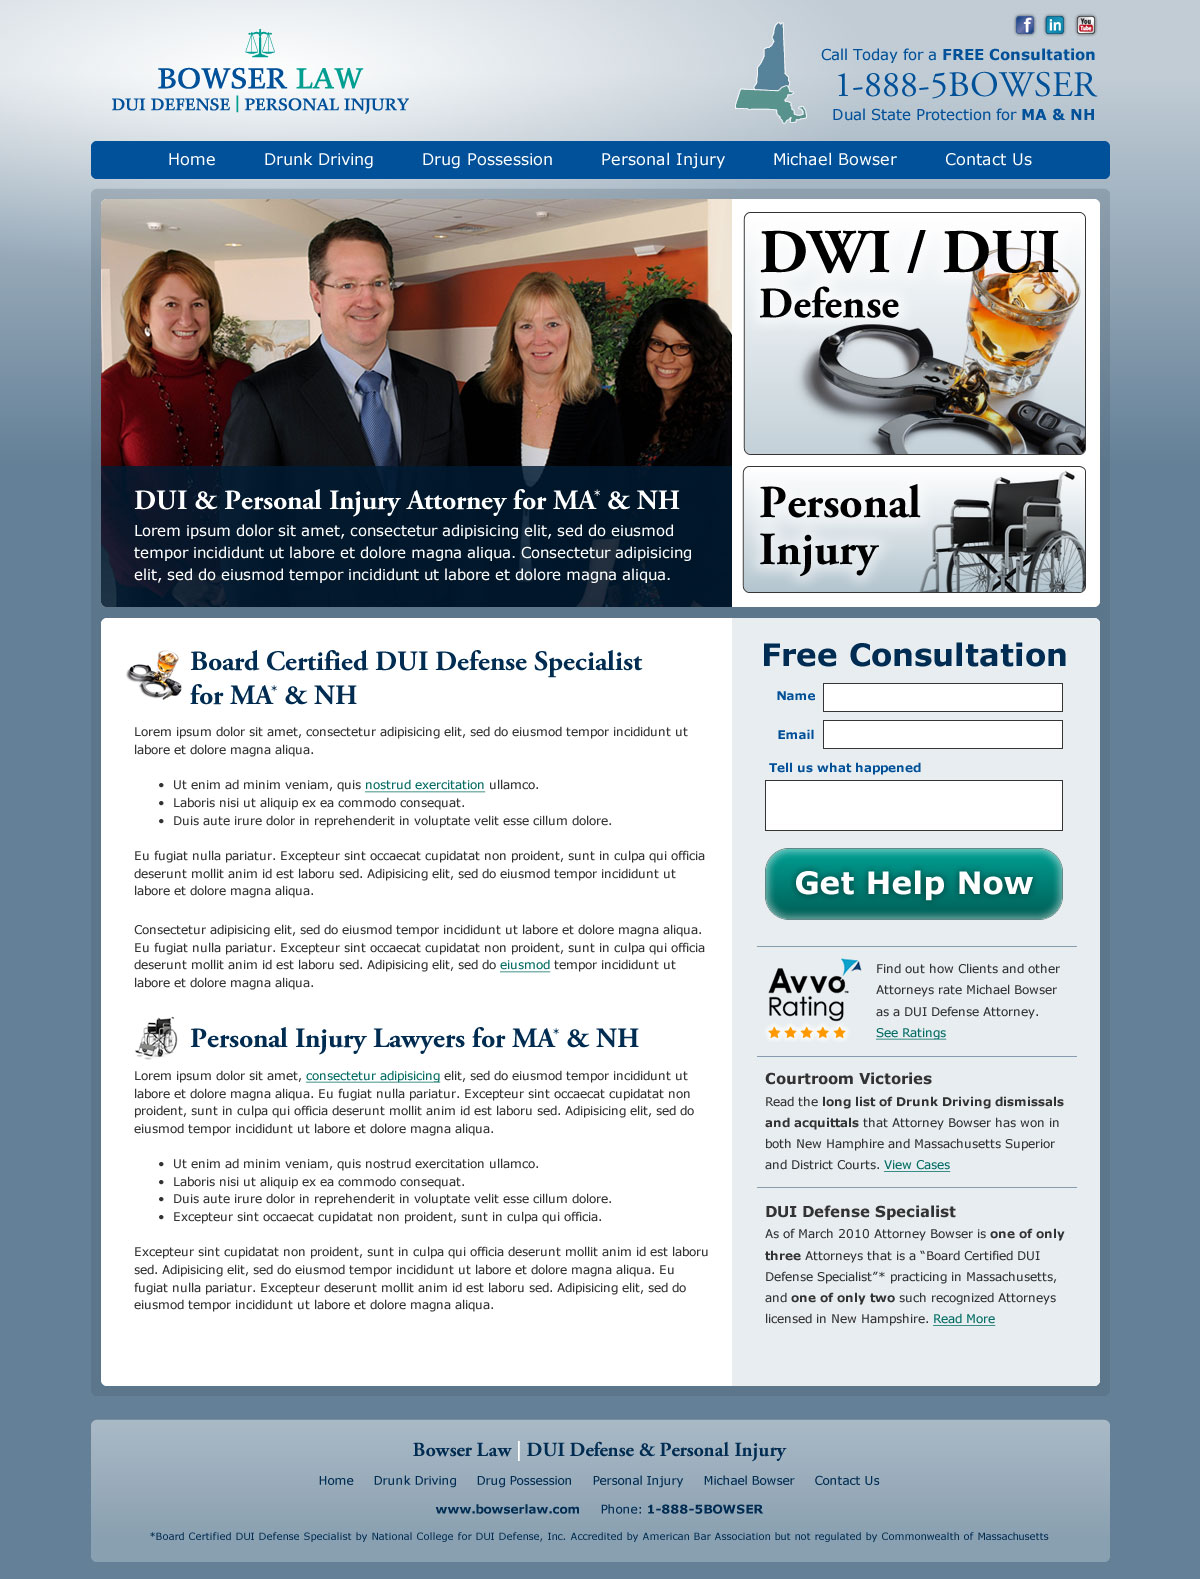 BOWSER LAW
DUI DEFENSE | PERSONAL INJURY
f in You Tube
Call Today for a FREE Consultation
1-888-5BOWSER
Dual State Protection for MA & NH
Home Drunk Driving Drug Possession Personal Injury Michael Bowser Contact Us
DWI / DUI
Defense
Personal
Injury
DUI & Personal Injury Attorney for MA* & NH
Lorem ipsum dolor sit amet, consectetur adipisicing elit, sed do eiusmod
tempor incididunt ut labore et dolore magna aliqua. Consectetur adipisicing
elit, sed do eiusmod tempor incididunt ut labore et dolore magna aliqua.
Board Certified DUI Defense Specialist
for MA* & NH
Lorem ipsum dolor sit amet, consectetur adipisicing elit, sed do eiusmod tempor incididunt ut
labore et dolore magna aliqua.
• Ut enim ad minim veniam, quis nostrud exercitation ullamco.
• Laboris nisi ut aliquip ex ea commodo consequat.
• Duis aute irure dolor in reprehenderit in voluptate velit esse cillum dolore.
Eu fugiat nulla pariatur. Excepteur sint occaecat cupidatat non proident, sunt in culpa qui officia
deserunt mollit anim id est laboru sed. Adipisicing elit, sed do eiusmod tempor incididunt ut
labore et dolore magna aliqua.
Consectetur adipisicing elit, sed do eiusmod tempor incididunt ut labore et dolore magna aliqua.
Eu fugiat nulla pariatur. Excepteur sint occaecat cupidatat non proident, sunt in culpa qui officia
deserunt mollit anim id est laboru sed. Adipisicing elit, sed do eiusmod tempor incididunt ut
labore et dolore magna aliqua.
Personal Injury Lawyers for MA* & NH
Lorem ipsum dolor sit amet, consectetur adipisicing elit, sed do eiusmod tempor incididunt ut
labore et dolore magna aliqua. Eu fugiat nulla pariatur. Excepteur sint occaecat cupidatat non
proident, sunt in culpa qui officia deserunt mollit anim id est laboru sed. Adipisicing elit, sed do
eiusmod tempor incididunt ut labore et dolore magna aliqua.
• Ut enim ad minim veniam, quis nostrud exercitation ullamco.
• Laboris nisi ut aliquip ex ea commodo consequat.
• Duis aute irure dolor in reprehenderit in voluptate velit esse cillum dolore.
• Excepteur sint occaecat cupidatat non proident, sunt in culpa qui officia.
Excepteur sint cupidatat non proident, sunt in culpa qui officia deserunt mollit anim id est laboru
sed. Adipisicing elit, sed do eiusmod tempor incididunt ut labore et dolore magna aliqua. Eu
fugiat nulla pariatur. Excepteur deserunt mollit anim id est laboru sed. Adipisicing elit, sed do
eiusmod tempor incididunt ut labore et dolore magna aliqua.
Free Consultation
Name
Email
Tell us what happened
Get Help Now
Avvo
Rating
Find out how Clients and other
Attorneys rate Michael Bowser
as a DUI Defense Attorney.
See Ratings
Courtroom Victories
Read the long list of Drunk Driving dismissals
and acquittals that Attorney Bowser has won in
both New Hamphire and Massachusetts Superior
and District Courts. View Cases
DUI Defense Specialist
As of March 2010 Attorney Bowser is one of only
three Attorneys that is a “Board Certified DUI
Defense Specialist”* practicing in Massachusetts,
and one of only two such recognized Attorneys
licensed in New Hampshire. Read More
Bowser Law | DUI Defense & Personal Injury
Home Drunk Driving Drug Possession Personal Injury Michael Bowser Contact Us
www.bowserlaw.com Phone: 1-888-5BOWSER
*Board Certified DUI Defense Specialist by National College for DUI Defense, Inc. Accredited by American Bar Association but not regulated by Commonwealth of Massachusetts